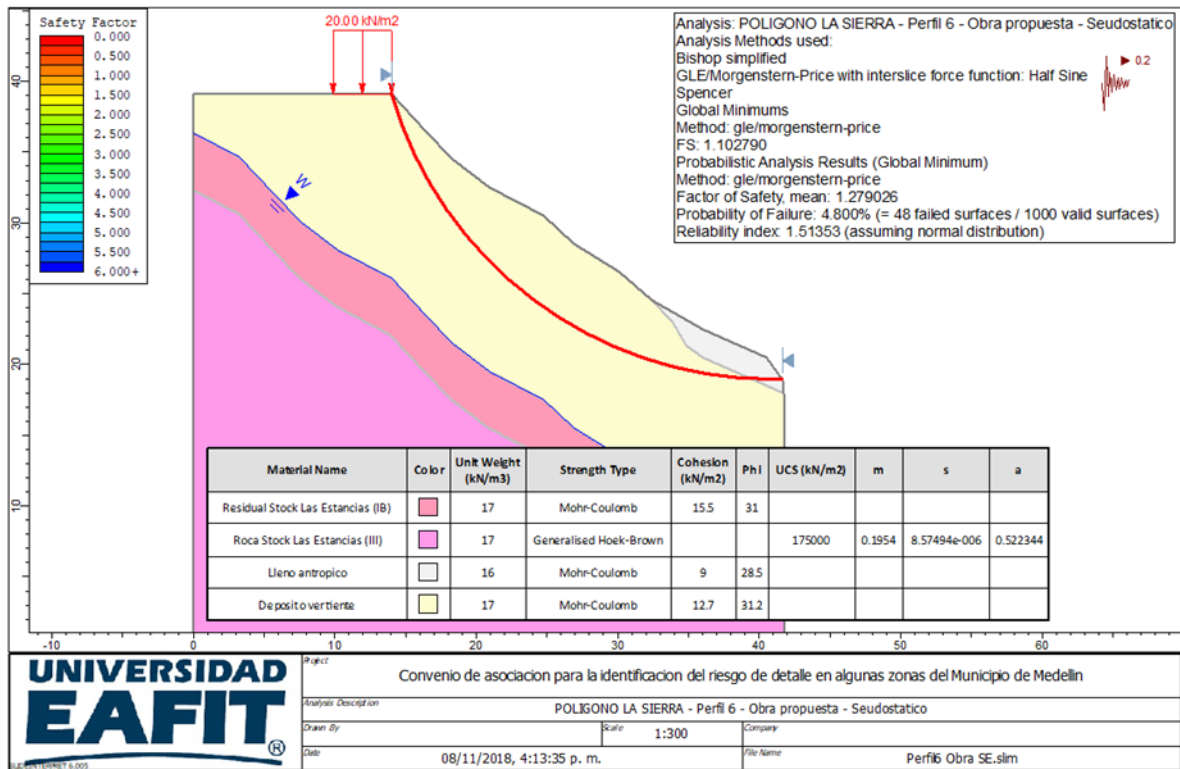 Safety Factor
0.000
0.500
1.000
1.500
2.000
2.500
3.000
3.500
4.000
4.500
5.000
5.500
6.000+
20.00 kN/m2
W
Analysis: POLIGONO LA SIERRA - Perfil 6 - Obra propuesta - Seudostatico
Analysis Methods used:
Bishop simplified
GLE/Morgenstern-Price with interslice force function: Half Sine
Spencer
Global Minimums
Method: gle/morgenstern-price
FS: 1.102790
Probabilistic Analysis Results (Global Minimum)
Method: gle/morgenstern-price
Factor of Safety, mean: 1.279026
Probability of Failure: 4.800% (= 48 failed surfaces / 1000 valid surfaces)
Reliability index: 1.51353 (assuming normal distribution)
0.2
40
30
20
10
Material Name Color Unit Weight (kN/m3) Strength Type Cohesion (kN/m2) Phi UCS (kN/m2) m s a
Residual Stock Las Estancias (IB) 17 Mohr-Coulomb 15.5 31
Roca Stock Las Estancias (III) 17 Generalised Hoek-Brown 175000 0.1954 8.57494e-006 0.522344
Lleno antropico 16 Mohr-Coulomb 9 28.5
Deposito vertiente 17 Mohr-Coulomb 12.7 31.2
-10 0 10 20 30 40 50 60
UNIVERSIDAD
EAFIT
®
SLIDEINTERPRET 6.005
Project
Convenio de asociacion para la identificacion del riesgo de detalle en algunas zonas del Municipio de Medellin
Analysis Description
POLIGONO LA SIERRA - Perfil 6 - Obra propuesta - Seudostatico
Drawn By
Scale
1:300
Company
Date
08/11/2018, 4:13:35 p. m.
File Name
Perfil6 Obra SE.slim